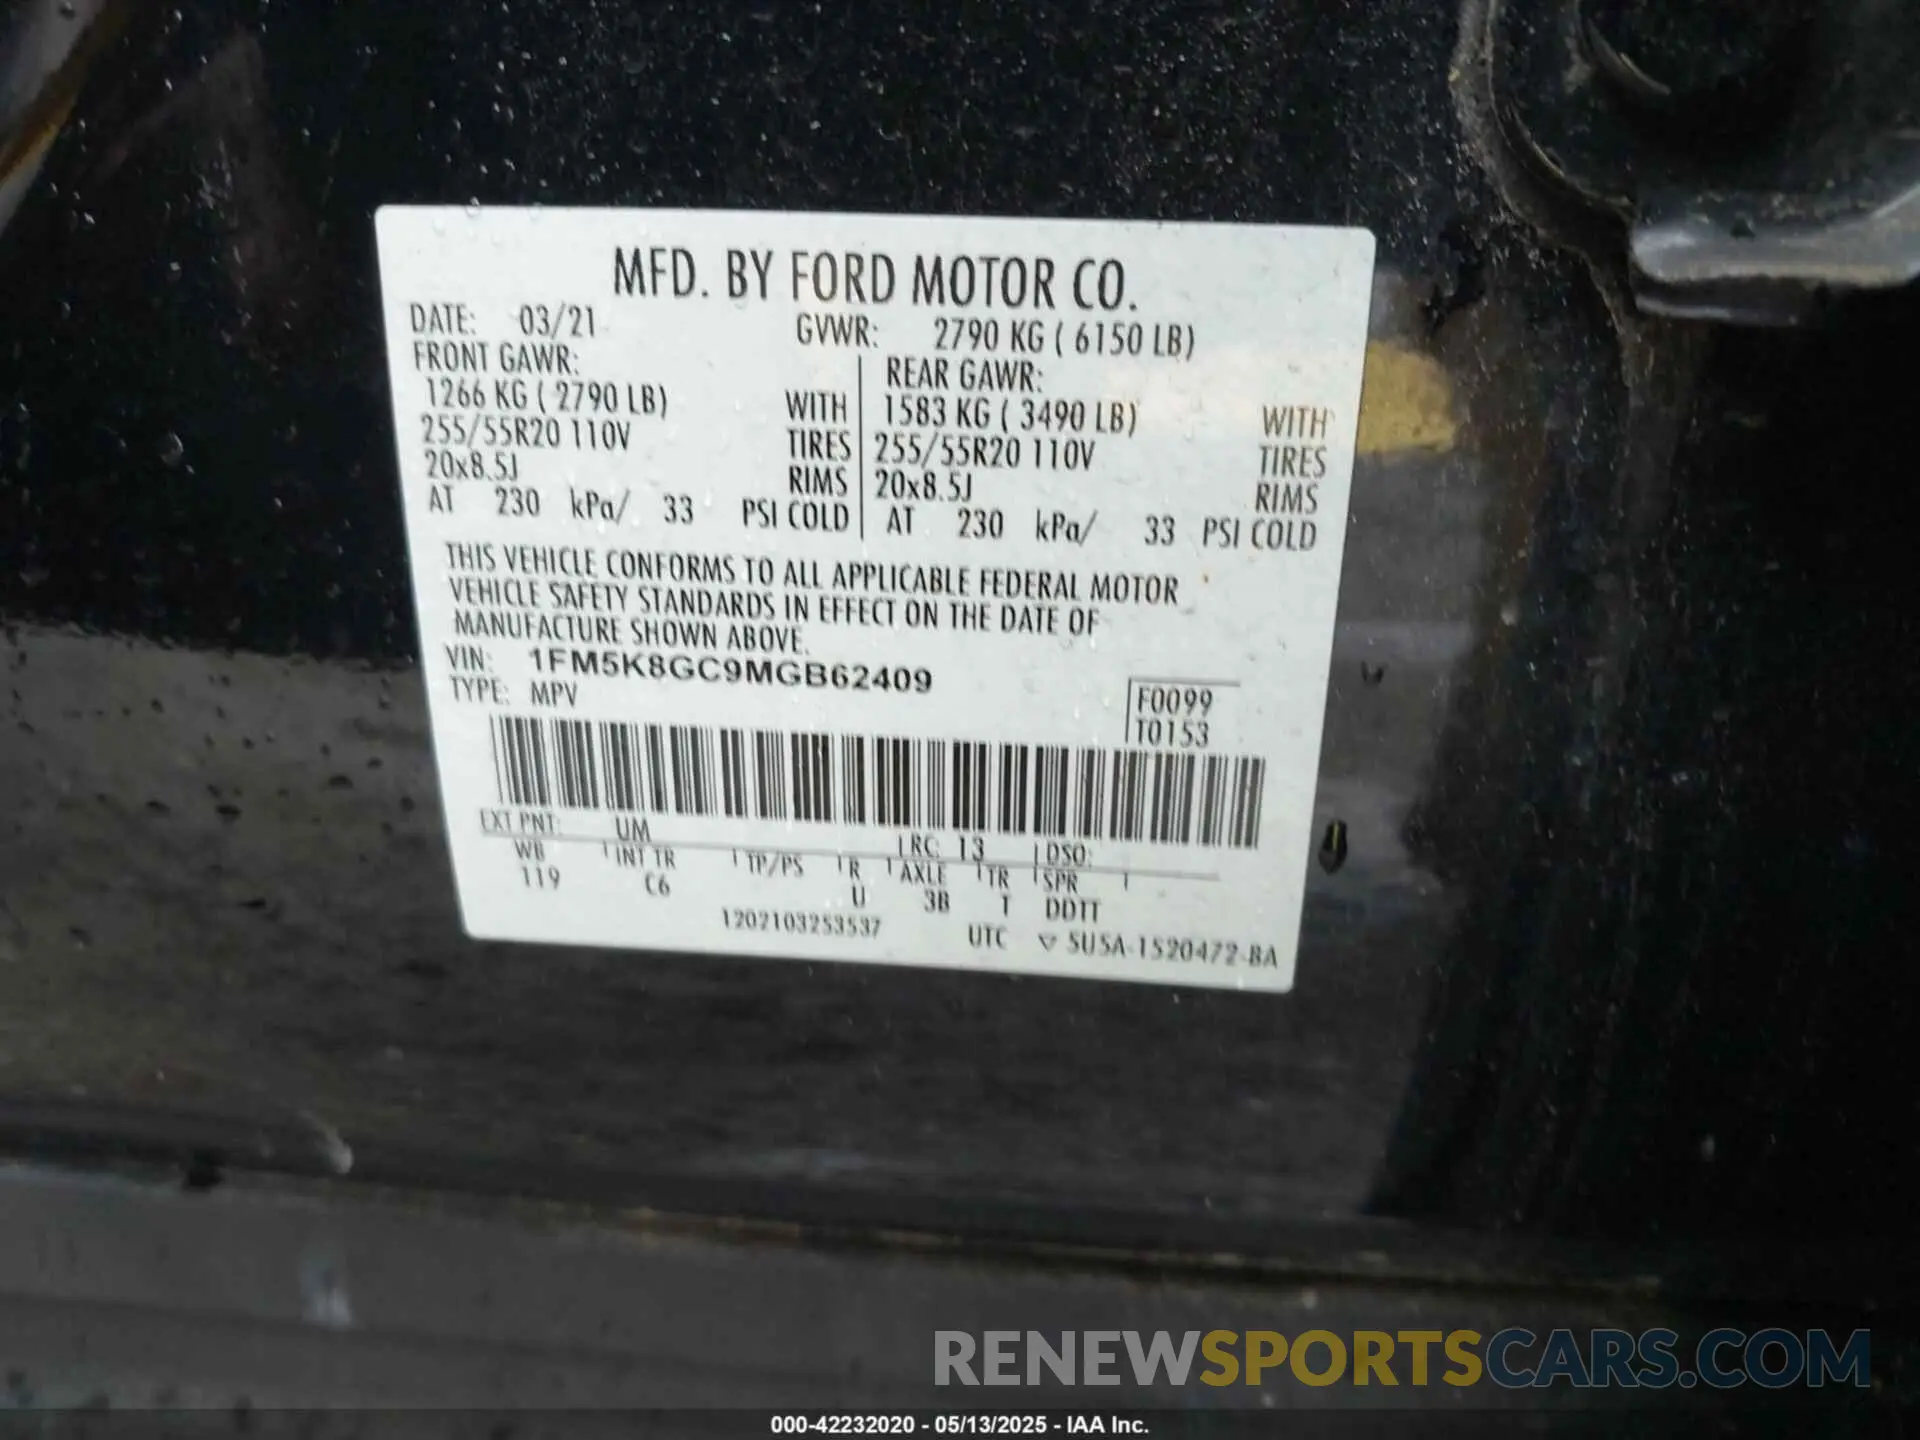 MFD. BY FORD MOTOR CO.
DATE: 03/21 GVWR: 2790 KG ( 6150 LB)
FRONT GAWR: REAR GAWR:
1266 KG ( 2790 LB) WITH 1583 KG ( 3490 LB) WITH
255/55R20 110V TIRES 255/55R20 110V TIRES
20x8.5J RIMS 20x8.5J RIMS
AT 230 kPa/ 33 PSI COLD AT 230 kPa/ 33 PSI COLD
THIS VEHICLE CONFORMS TO ALL APPLICABLE FEDERAL MOTOR
VEHICLE SAFETY STANDARDS IN EFFECT ON THE DATE OF
MANUFACTURE SHOWN ABOVE.
VIN: 1FM5K8GC9MGB62409
TYPE: MPV F0099
T0153
EXT PNT: UM RC: 13 DSO:
WB INT TR TP/PS R AXLE TR SPR
119 C6 U 3B T DDTT
1202103253537 UTC ▽ 5U5A-1520472-BA
RENEWSPORTSCARS.COM
000-42232020 - 05/13/2025 - IAA Inc.